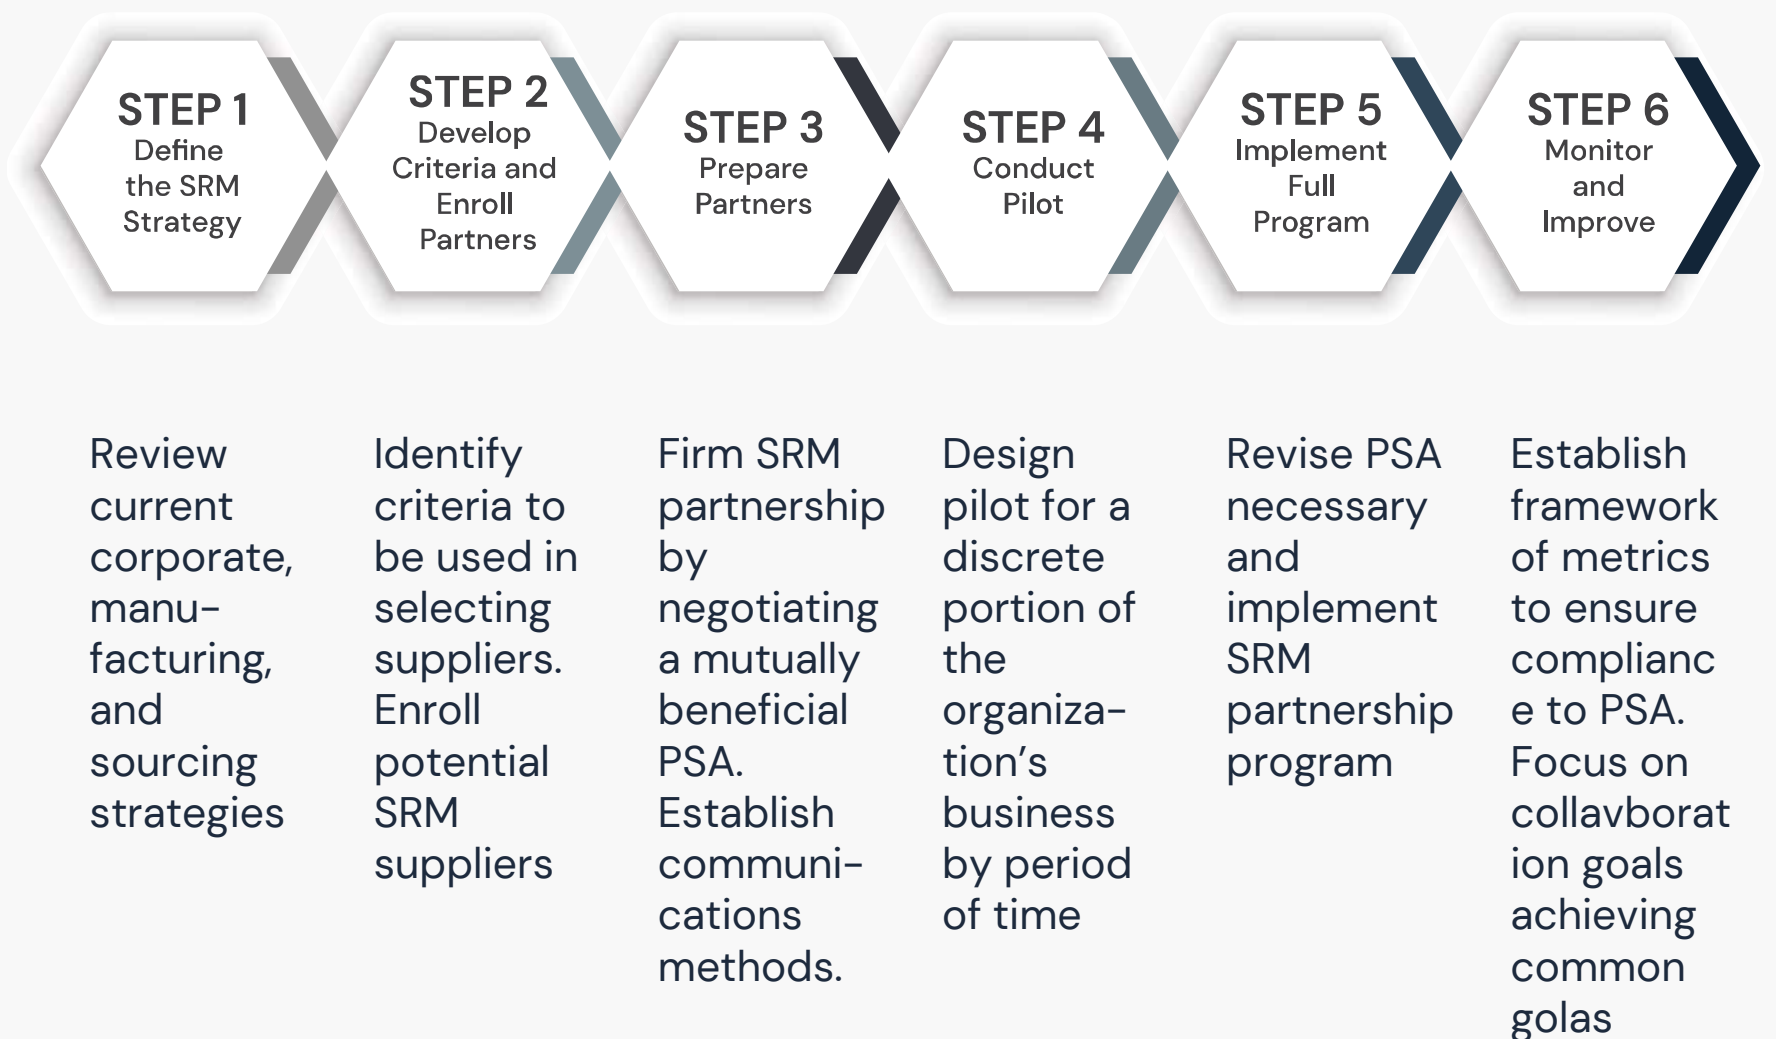 STEP 1
Define
the SRM
Strategy
STEP 2
Develop
Criteria and
Enroll
Partners
STEP 3
Prepare
Partners
STEP 4
Conduct
Pilot
STEP 5
Implement
Full
Program
STEP 6
Monitor
and
Improve
Review
current
corporate,
manu-
facturing,
and
sourcing
strategies
Identify
criteria to
be used in
selecting
suppliers.
Enroll
potential
SRM
suppliers
Firm SRM
partnership
by
negotiating
a mutually
beneficial
PSA.
Establish
communi-
cations
methods.
Design
pilot for a
discrete
portion of
the
organiza-
tion’s
business
by period
of time
Revise PSA
necessary
and
implement
SRM
partnership
program
Establish
framework
of metrics
to ensure
complianc
e to PSA.
Focus on
collavborat
ion goals
achieving
common
golas